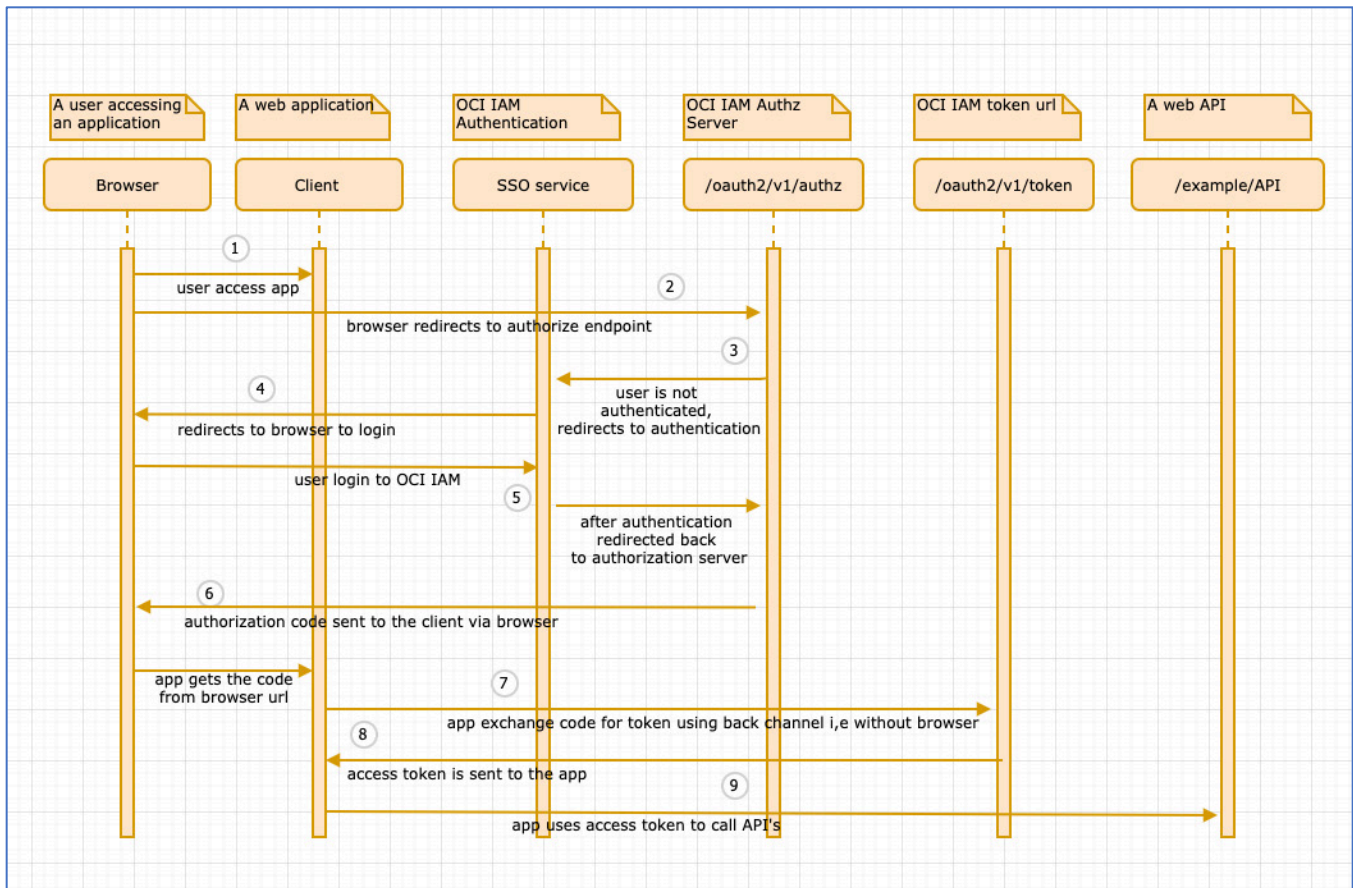 A user accessing
an application
A web application
OCI IAM
Authentication
OCI IAM Authz
Server
OCI IAM token url
A web API
Browser
Client
SSO service
/oauth2/v1/authz
/oauth2/v1/token
/example/API
1
user access app
2
browser redirects to authorize endpoint
3
user is not
authenticated,
redirects to authentication
4
redirects to browser to login
user login to OCI IAM
5
after authentication
redirected back
to authorization server
6
authorization code sent to the client via browser
app gets the code
from browser url
7
app exchange code for token using back channel i,e without browser
8
access token is sent to the app
9
app uses access token to call API's